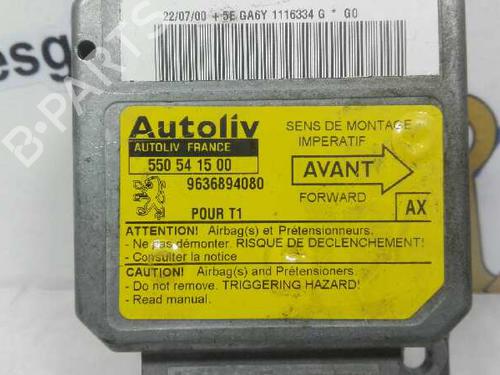 22/07/00 + 5E GA6Y 1116334 G * G0
esg
B-PARTS
Autoliv
AUTOLIV FRANCE
550 54 15 00
9636894080
POUR T1
SENS DE MONTAGE
IMPERATIF
AVANT
FORWARD
AX
ATTENTION! Airbag(s) et Prétensionneurs.
- Ne pas démonter. RISQUE DE DECLENCHEMENT!
- Consulter la notice
CAUTION! Airbag(s) and Pretensioners.
- Do not remove. TRIGGERING HAZARD!
- Read manual.